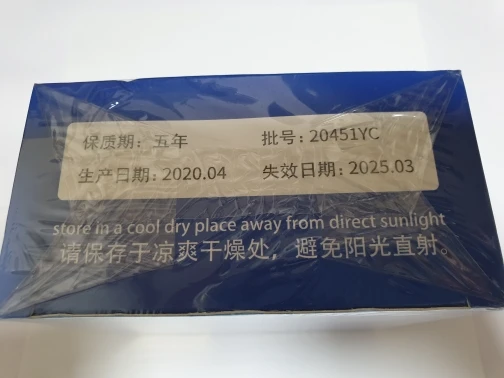 保质期：五年 批号：20451YC
生产日期：2020.04 失效日期：2025.03
store in a cool dry place away from direct sunlight
请保存于凉爽干燥处，避免阳光直射。